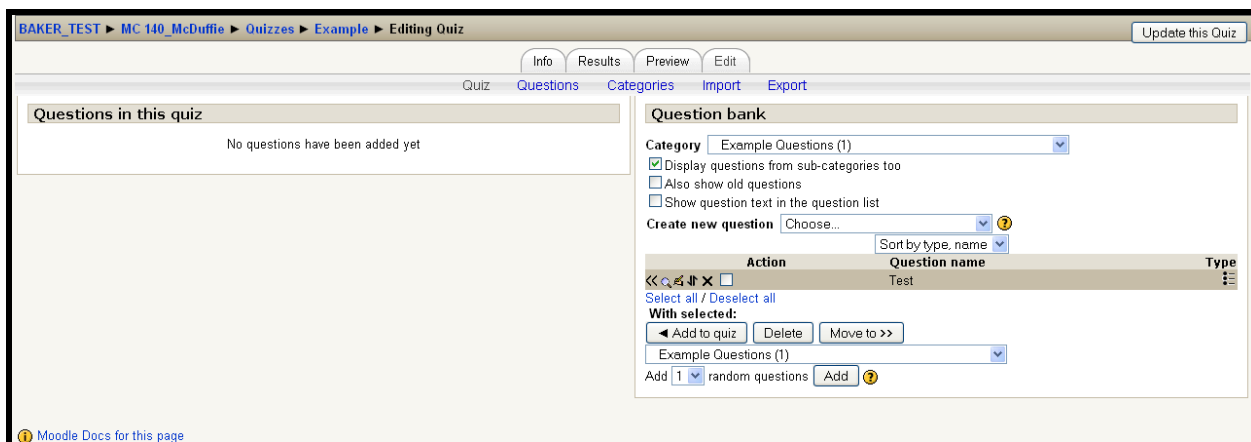 BAKER_TEST ► MC 140_McDuffie ► Quizzes ► Example ► Editing Quiz
Update this Quiz
Info Results Preview Edit
Quiz Questions Categories Import Export
Questions in this quiz
No questions have been added yet
Question bank
Category Example Questions (1)
Display questions from sub-categories too
Also show old questions
Show question text in the question list
Create new question Choose... ?
Sort by type, name
Action Question name Type
Test
Select all / Deselect all
With selected:
◄ Add to quiz Delete Move to >>
Example Questions (1)
Add 1 random questions Add ?
i Moodle Docs for this page